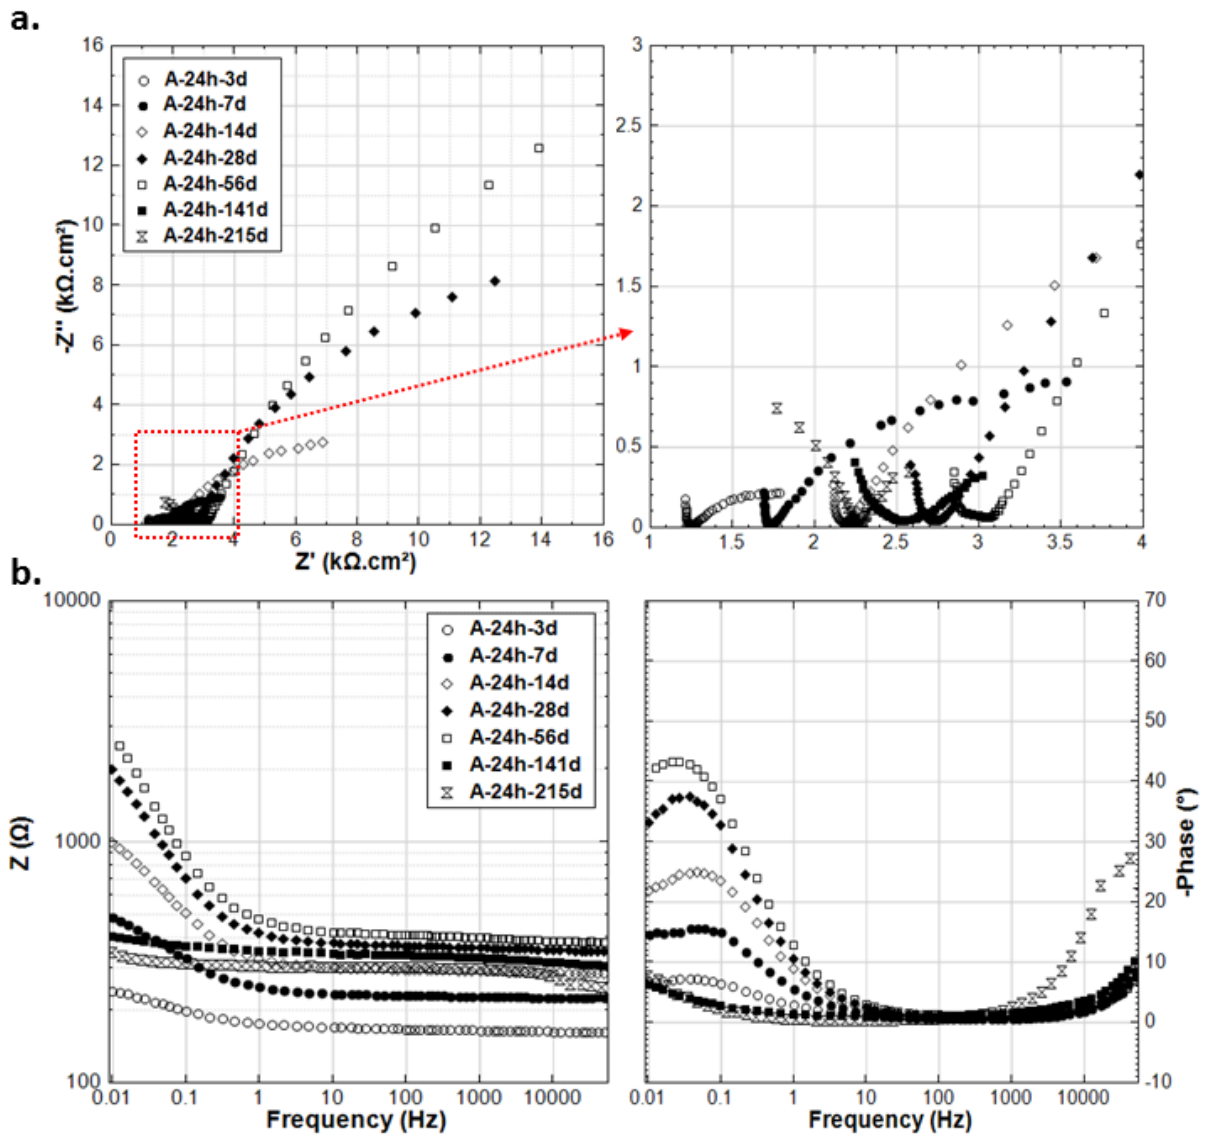 a.
16
14
12
10
8
6
4
2
0
-Z'' (kΩ.cm²)
A-24h-3d
A-24h-7d
A-24h-14d
A-24h-28d
A-24h-56d
A-24h-141d
A-24h-215d
0 2 4 6 8 10 12 14 16
Z' (kΩ.cm²)
3
2.5
2
1.5
1
0.5
0
1 1.5 2 2.5 3 3.5 4
b.
10000
1000
100
Z (Ω)
A-24h-3d
A-24h-7d
A-24h-14d
A-24h-28d
A-24h-56d
A-24h-141d
A-24h-215d
0.01 0.1 1 10 100 1000 10000
Frequency (Hz)
70
60
50
40
30
20
10
0
-10
-Phase (°)
0.01 0.1 1 10 100 1000 10000
Frequency (Hz)